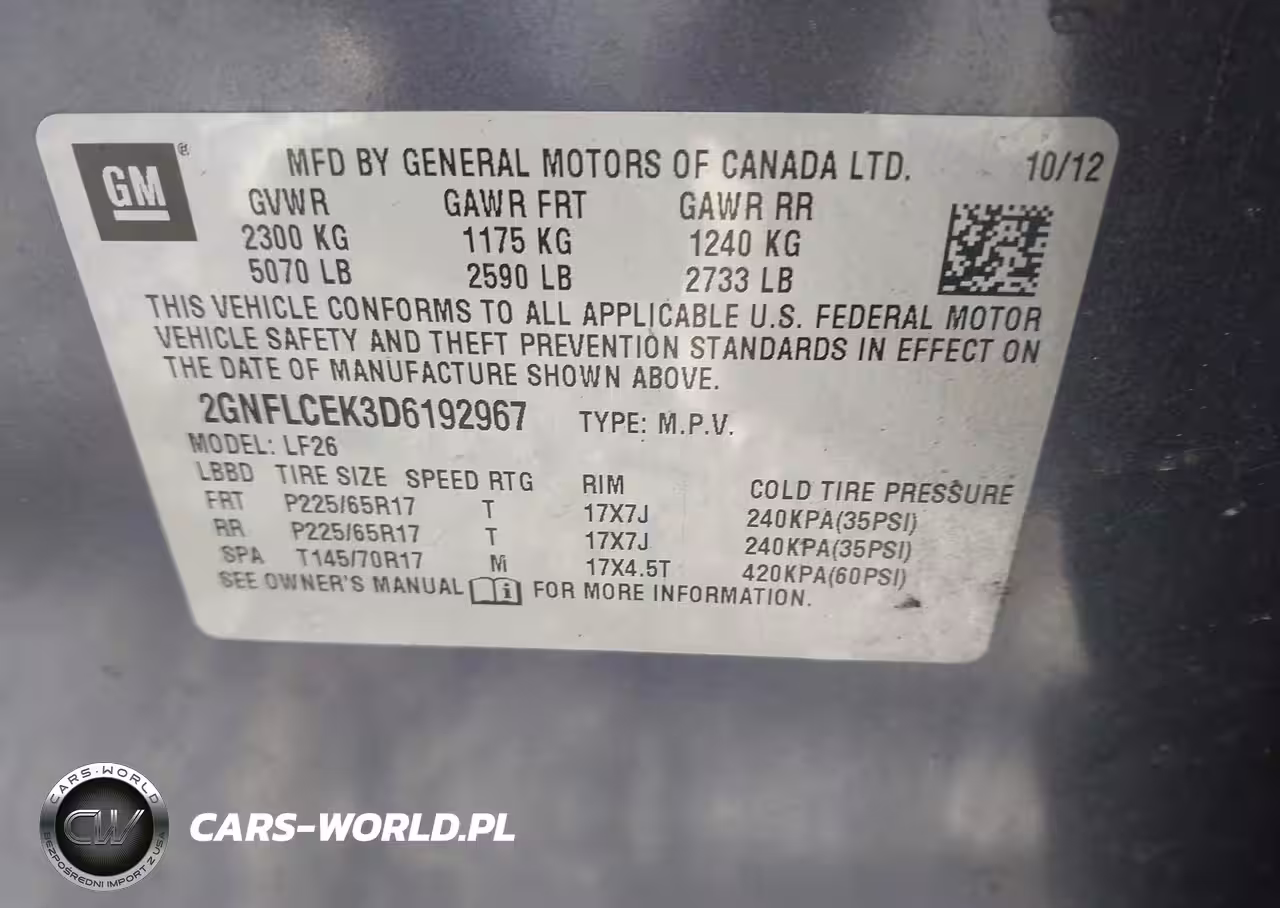 GM®
MFD BY GENERAL MOTORS OF CANADA LTD. 10/12
GVWR GAWR FRT GAWR RR
2300 KG 1175 KG 1240 KG
5070 LB 2590 LB 2733 LB
THIS VEHICLE CONFORMS TO ALL APPLICABLE U.S. FEDERAL MOTOR
VEHICLE SAFETY AND THEFT PREVENTION STANDARDS IN EFFECT ON
THE DATE OF MANUFACTURE SHOWN ABOVE.
2GNFLCEK3D6192967 TYPE: M.P.V.
MODEL: LF26
LBBD TIRE SIZE SPEED RTG RIM COLD TIRE PRESSURE
FRT P225/65R17 T 17X7J 240KPA(35PSI)
RR P225/65R17 T 17X7J 240KPA(35PSI)
SPA T145/70R17 M 17X4.5T 420KPA(60PSI)
SEE OWNER'S MANUAL i FOR MORE INFORMATION.
CARS-WORLD
CW
BEZPOŚREDNI IMPORT Z USA
CARS-WORLD.PL